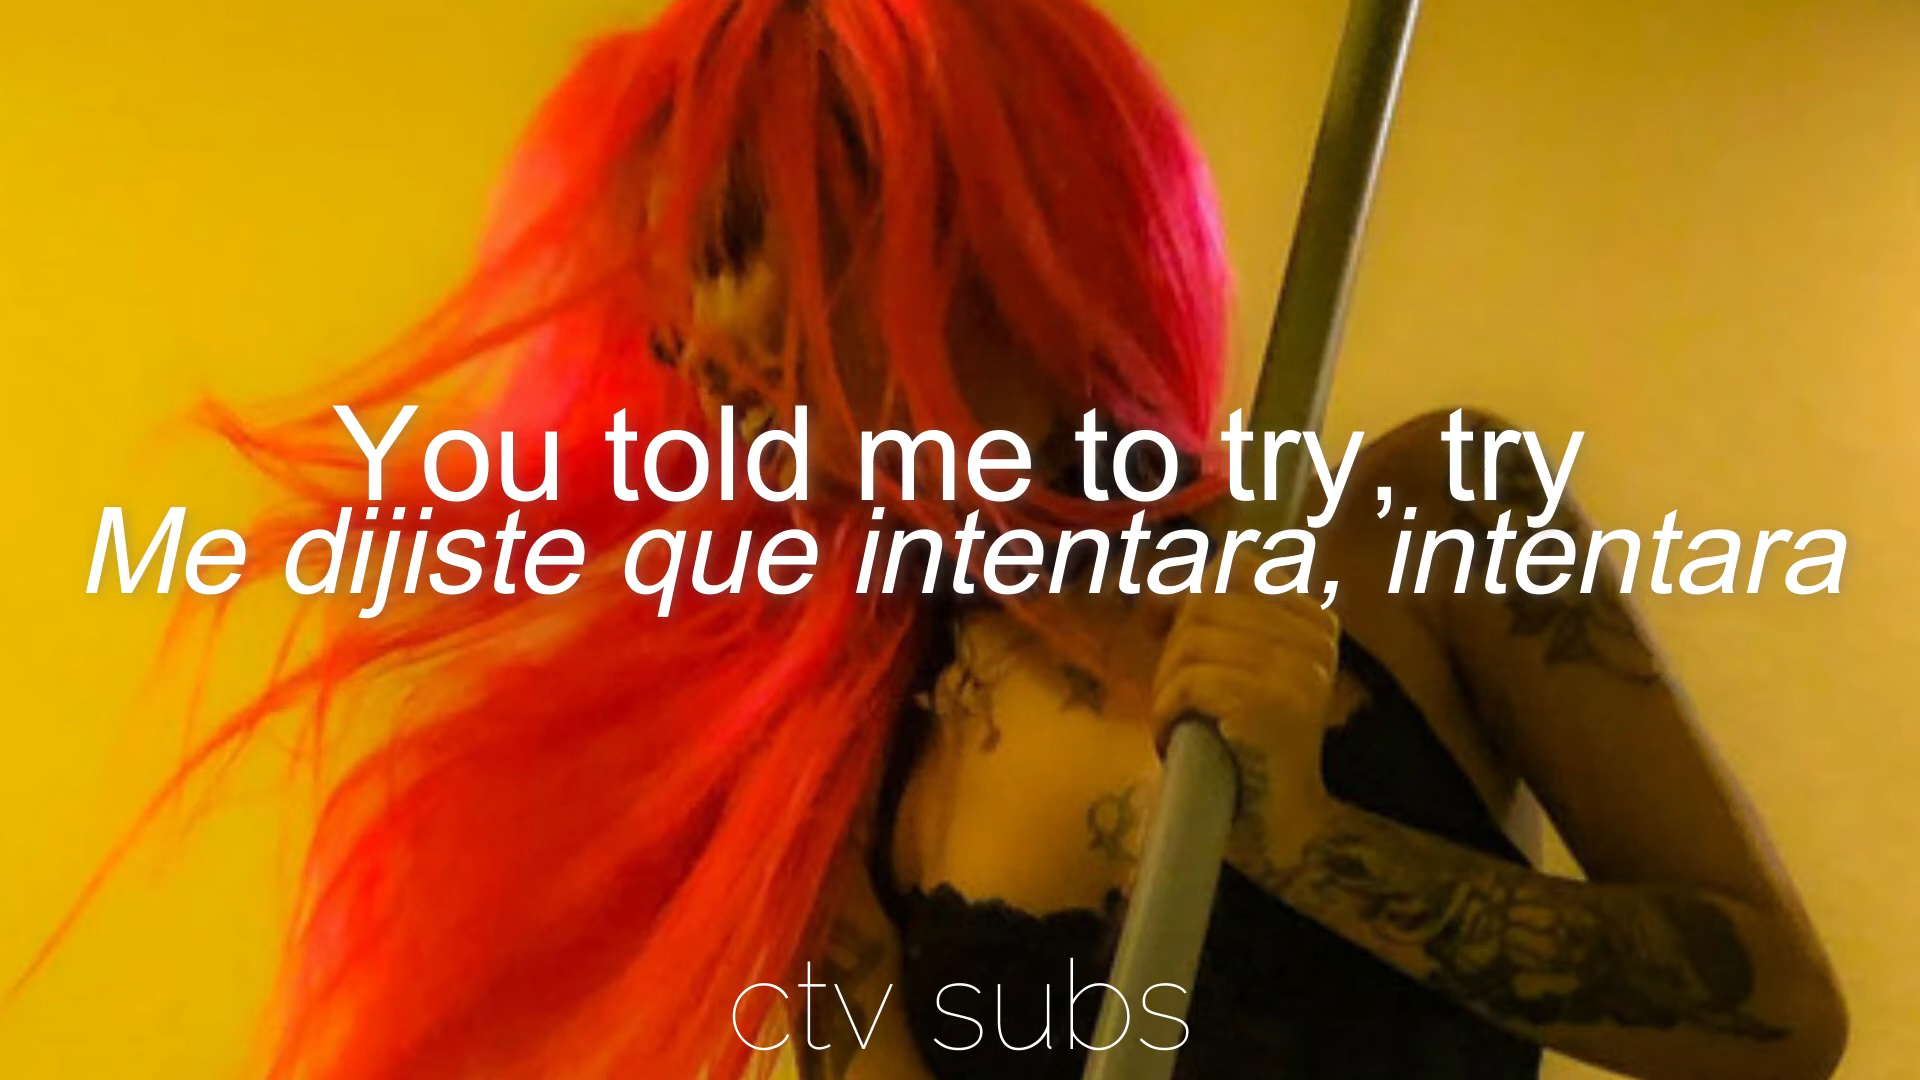 You told me to try, try
Me dijiste que intentara, intentara
ctv subs